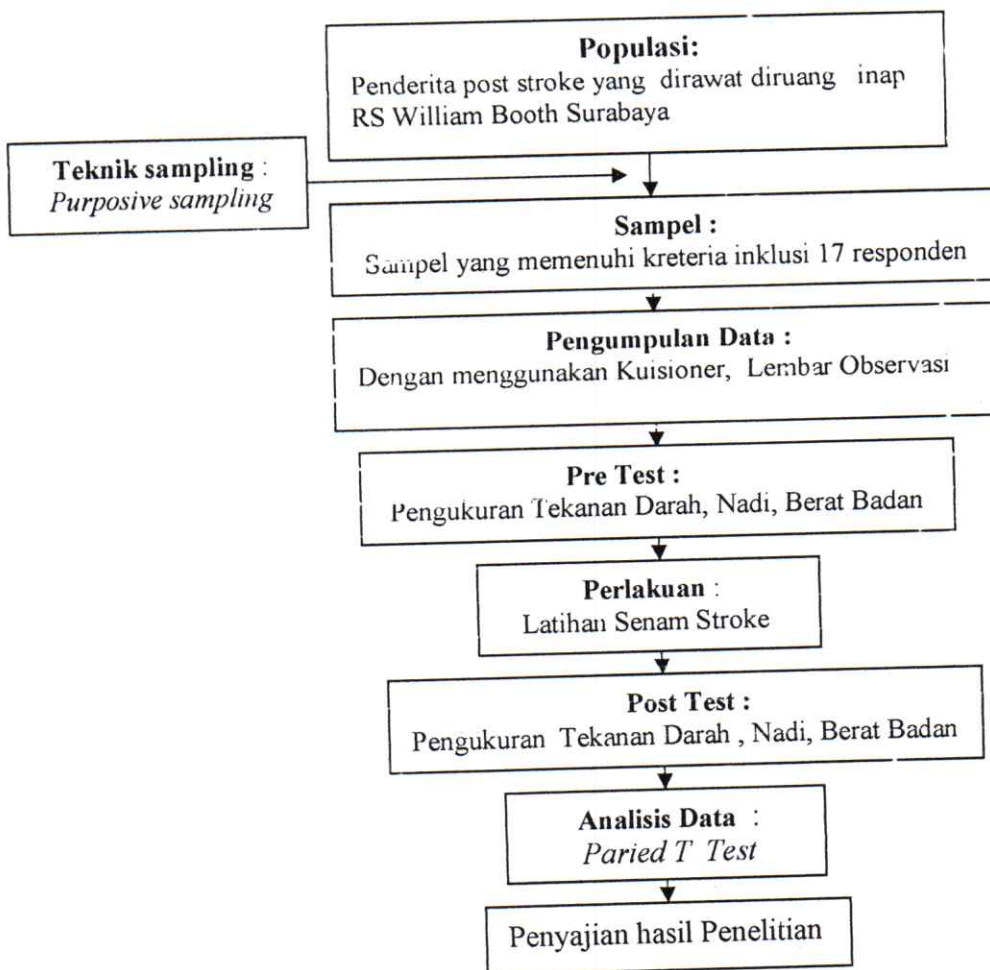 Populasi:
Penderita post stroke yang dirawat diruang inap
RS William Booth Surabaya
Teknik sampling :
Purposive sampling
Sampel :
Sampel yang memenuhi kreteria inklusi 17 responden
Pengumpulan Data :
Dengan menggunakan Kuisioner, Lembar Observasi
Pre Test :
Pengukuran Tekanan Darah, Nadi, Berat Badan
Perlakuan :
Latihan Senam Stroke
Post Test :
Pengukuran Tekanan Darah , Nadi, Berat Badan
Analisis Data :
Paried T Test
Penyajian hasil Penelitian